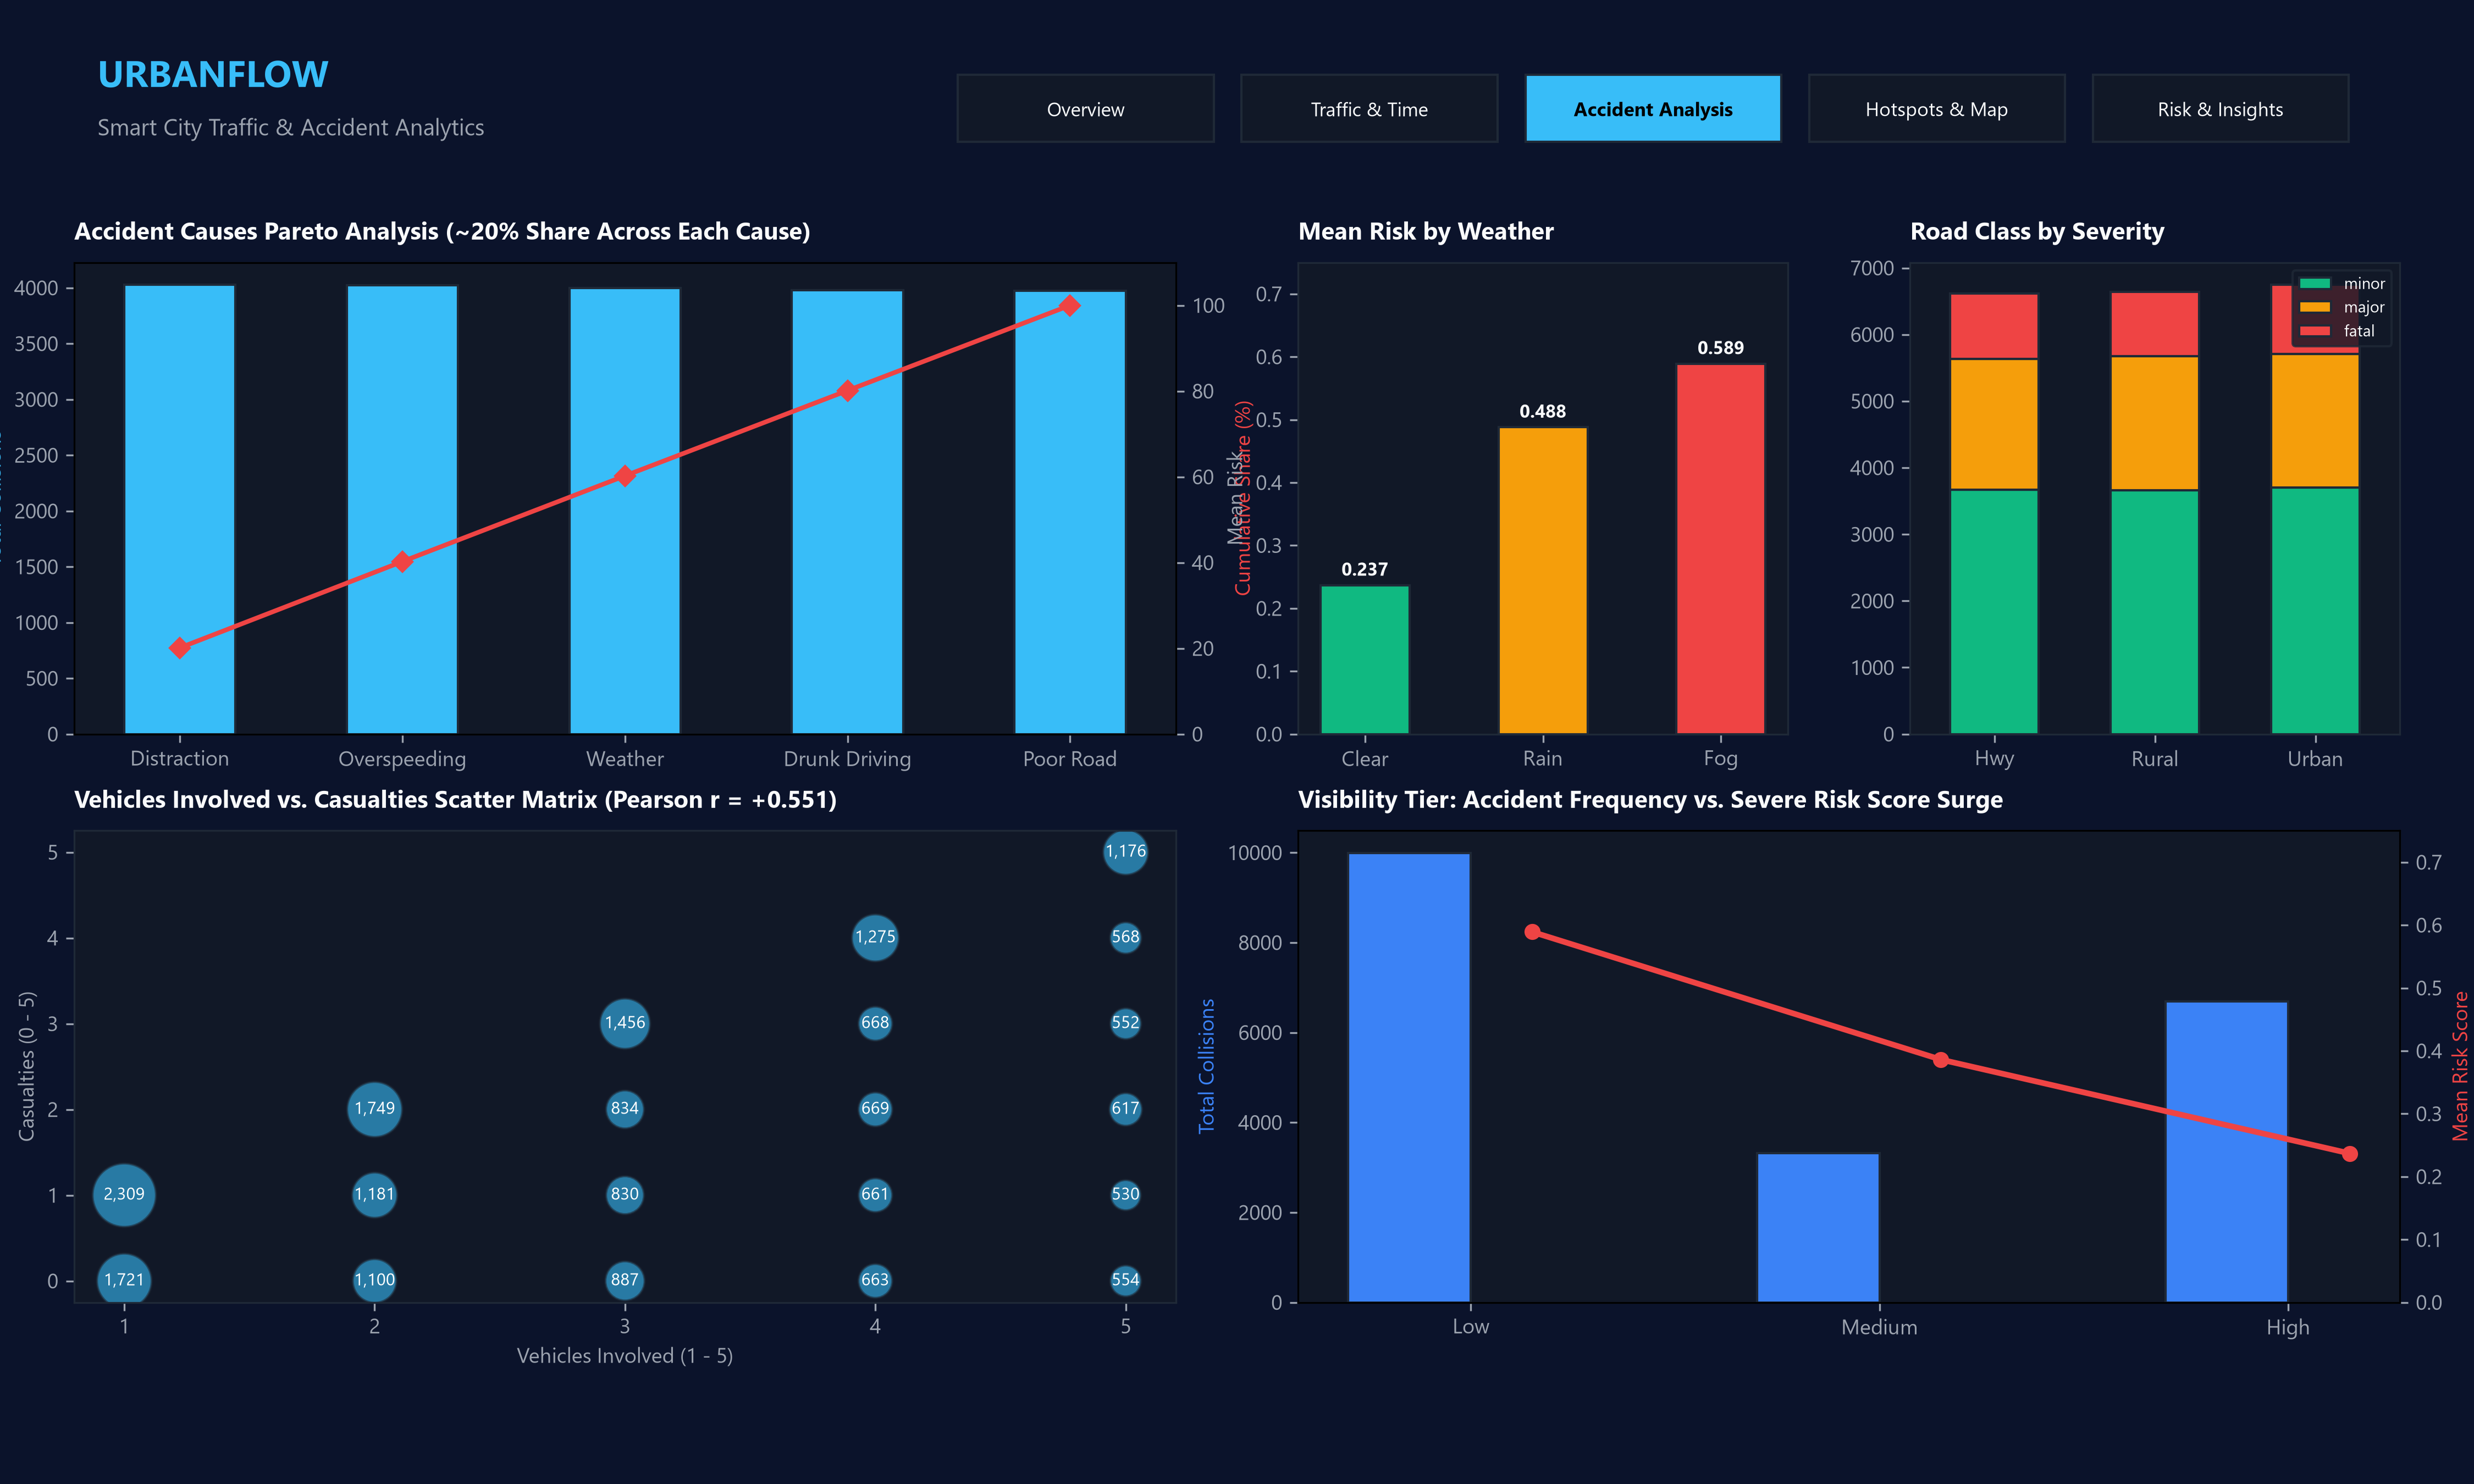 URBANFLOW
Smart City Traffic & Accident Analytics
Overview
Traffic & Time
Accident Analysis
Hotspots & Map
Risk & Insights
Accident Causes Pareto Analysis (~20% Share Across Each Cause)
4000
3500
3000
2500
2000
1500
1000
500
0
100
80
60
40
20
0
Cumulative Share (%)
Distraction
Overspeeding
Weather
Drunk Driving
Poor Road
Mean Risk by Weather
Mean Risk
0.7
0.6
0.5
0.4
0.3
0.2
0.1
0.0
0.237
0.488
0.589
Clear
Rain
Fog
Road Class by Severity
7000
6000
5000
4000
3000
2000
1000
0
minor
major
fatal
Hwy
Rural
Urban
Vehicles Involved vs. Casualties Scatter Matrix (Pearson r = +0.551)
Casualties (0 - 5)
5
4
3
2
1
0
1,176
1,275
568
1,456
668
552
1,749
834
669
617
2,309
1,181
830
661
530
1,721
1,100
887
663
554
1
2
3
4
5
Vehicles Involved (1 - 5)
Visibility Tier: Accident Frequency vs. Severe Risk Score Surge
Total Collisions
10000
8000
6000
4000
2000
0
0.7
0.6
0.5
0.4
0.3
0.2
0.1
0.0
Mean Risk Score
Low
Medium
High